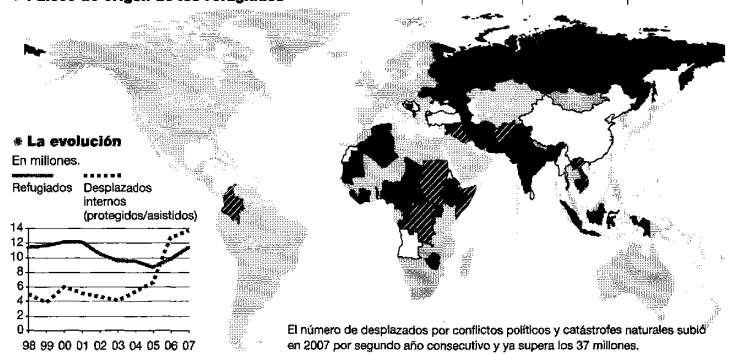 ✱ La evolución
En millones.
Refugiados
Desplazados
internos
(protegidos/asistidos)
14
12
10
8
6
4
2
0
98 99 00 01 02 03 04 05 06 07
El número de desplazados por conflictos políticos y catástrofes naturales subió
en 2007 por segundo año consecutivo y ya supera los 37 millones.